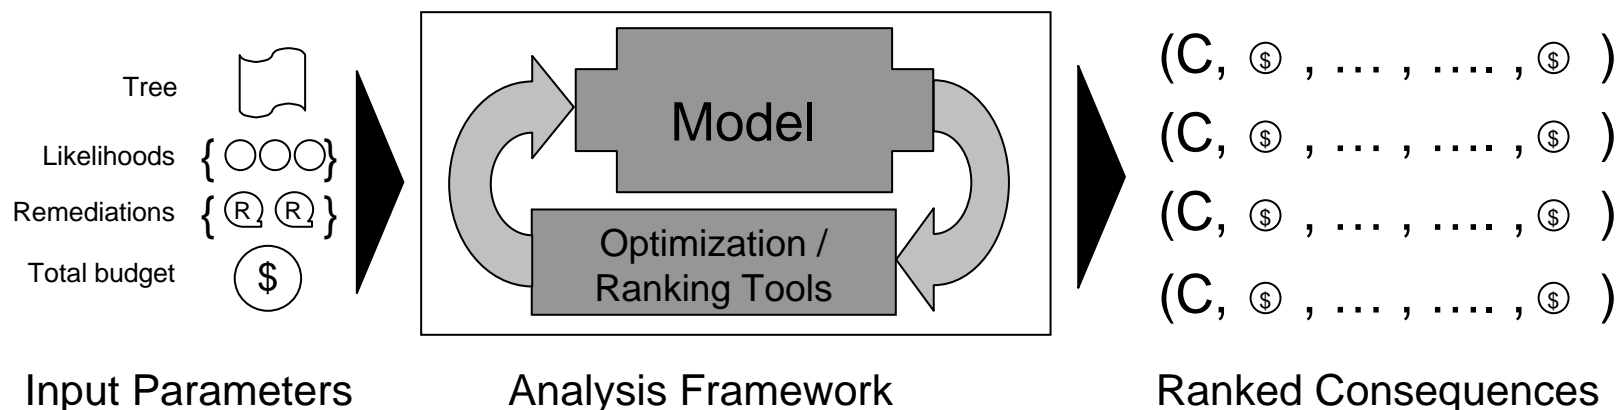 Tree
Likelihoods { }
Remediations { R R }
Total budget $
Model
Optimization /
Ranking Tools
(C, $ , … , …. , $ )
(C, $ , … , …. , $ )
(C, $ , … , …. , $ )
(C, $ , … , …. , $ )
Input Parameters
Analysis Framework
Ranked Consequences